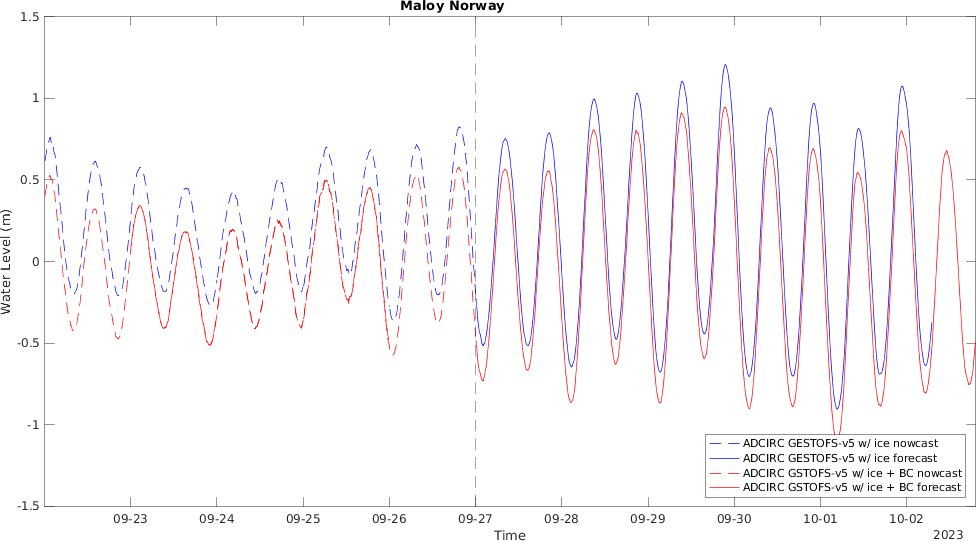 Maloy Norway
1.5
1
0.5
0
-0.5
-1
-1.5
Water Level (m)
09-23 09-24 09-25 09-26 09-27 09-28 09-29 09-30 10-01 10-02
Time
2023
ADCIRC GESTOFS-v5 w/ ice nowcast
ADCIRC GESTOFS-v5 w/ ice forecast
ADCIRC GSTOFS-v5 w/ ice + BC nowcast
ADCIRC GSTOFS-v5 w/ ice + BC forecast